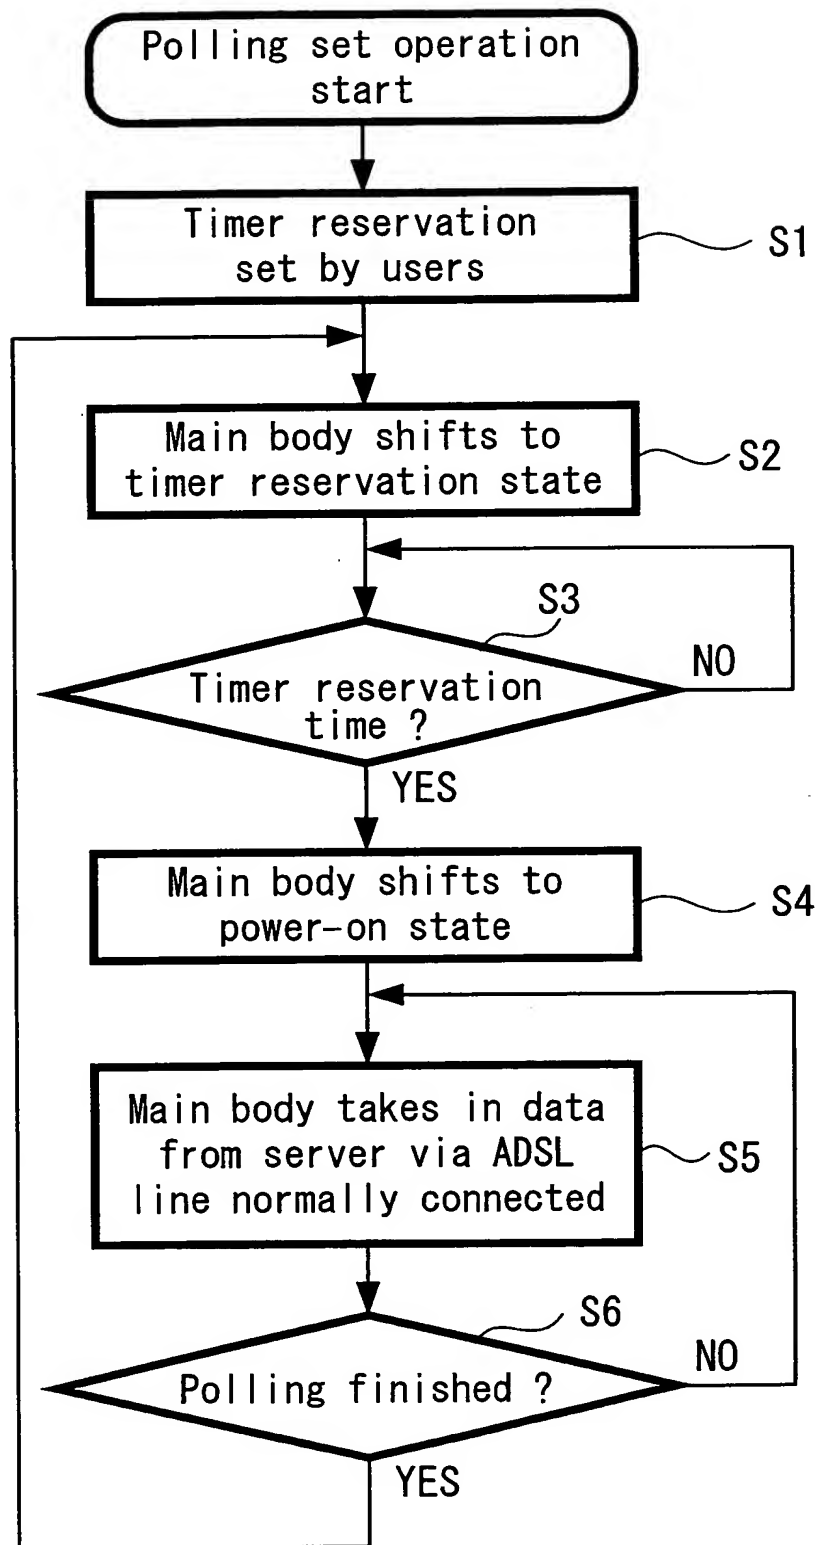 Polling set operation
start
Timer reservation
set by users
S1
Main body shifts to
timer reservation state
S2
S3
Timer reservation
time ?
NO
YES
Main body shifts to
power-on state
S4
Main body takes in data
from server via ADSL
line normally connected
S5
S6
Polling finished ?
NO
YES